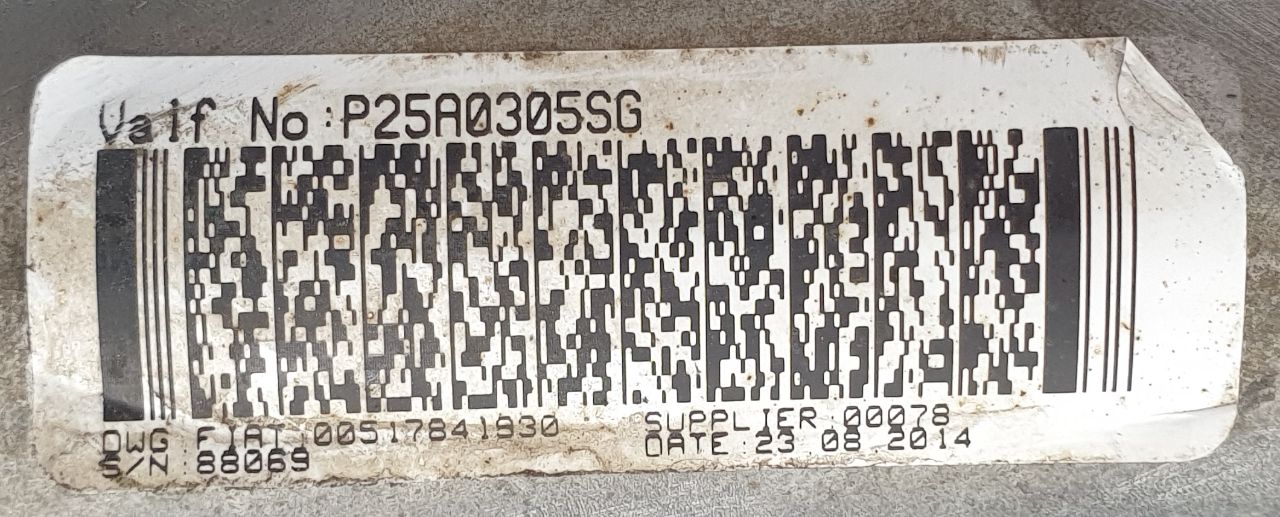 Valf No:P25A0305SG
DWG FIAT:00517841930
SUPPLIER:00078
S/N:88069
DATE:23.08.2014